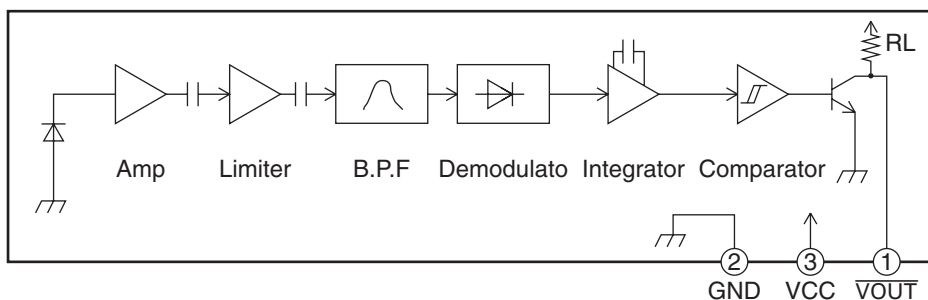 RL
Amp Limiter B.P.F Demodulato Integrator Comparator
2 3 1
GND VCC VOUT